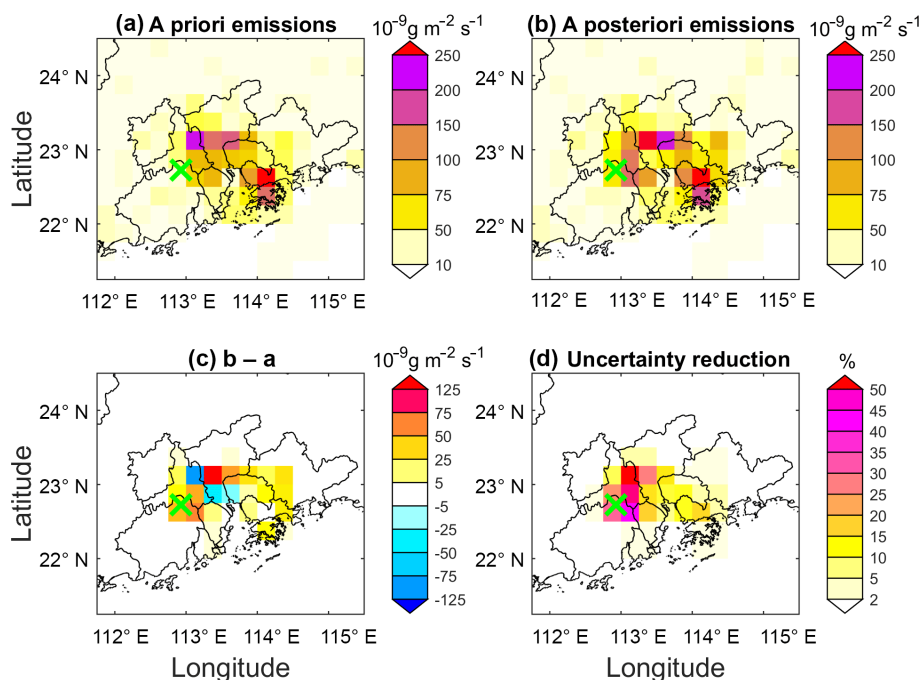 (a) A priori emissions
10⁻⁹g m⁻² s⁻¹
(b) A posteriori emissions
10⁻⁹g m⁻² s⁻¹
Latitude
24° N
23° N
22° N
112° E
113° E
114° E
115° E
250
200
150
100
75
50
10
24° N
23° N
22° N
112° E
113° E
114° E
115° E
250
200
150
100
75
50
10
(c) b – a
10⁻⁹g m⁻² s⁻¹
(d) Uncertainty reduction
%
Latitude
24° N
23° N
22° N
112° E
113° E
114° E
115° E
Longitude
125
75
50
25
5
-5
-25
-50
-75
-125
24° N
23° N
22° N
112° E
113° E
114° E
115° E
Longitude
50
45
40
35
30
25
20
15
10
5
2